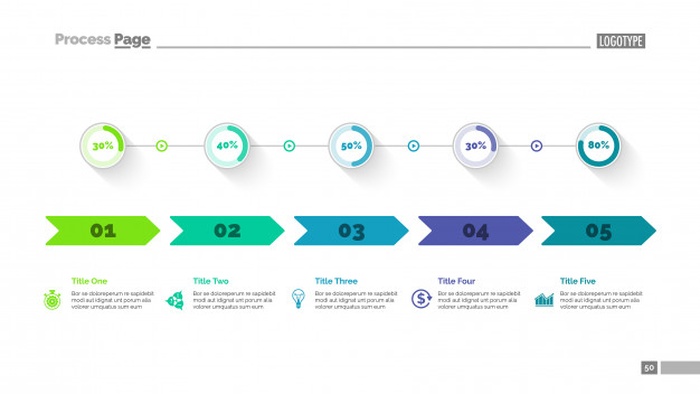 Process Page
LOGOTYPE
30% 40% 50% 30% 80%
01 02 03 04 05
Title One
Bor se doloreperum re sapidebit
modi aut idignat unt porum alia
volorer umquatus sum eum
Title Two
Bor se doloreperum re sapidebit
modi aut idignat unt porum alia
volorer umquatus sum eum
Title Three
Bor se doloreperum re sapidebit
modi aut idignat unt porum alia
volorer umquatus sum eum
Title Four
Bor se doloreperum re sapidebit
modi aut idignat unt porum alia
volorer umquatus sum eum
Title Five
Bor se doloreperum re sapidebit
modi aut idignat unt porum alia
volorer umquatus sum eum
50